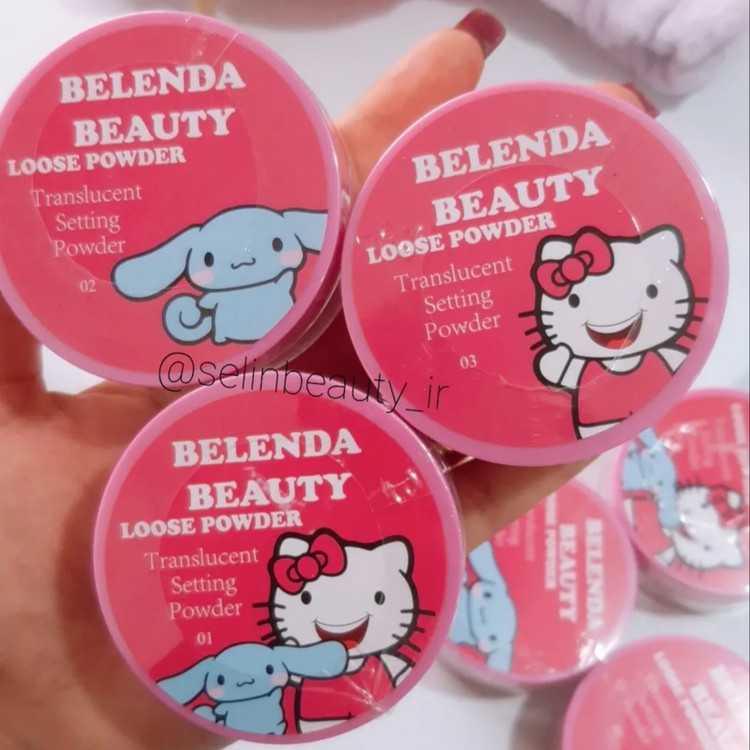 BELENDA
BEAUTY
LOOSE POWDER
Translucent
Setting
Powder
02
BELENDA
BEAUTY
LOOSE POWDER
Translucent
Setting
Powder
03
@selinbeauty_ir
BELENDA
BEAUTY
LOOSE POWDER
Translucent
Setting
Powder
01
BELENDA
BEAUTY
POWDER